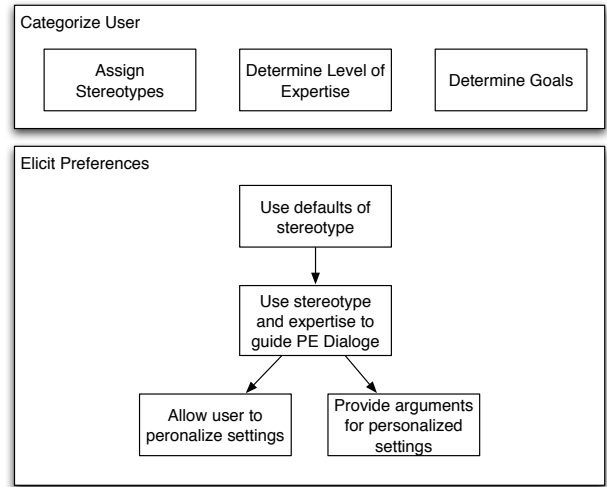 Categorize User
Assign
Stereotypes
Determine Level of
Expertise
Determine Goals
Elicit Preferences
Use defaults of
stereotype
Use stereotype
and expertise to
guide PE Dialoge
Allow user to
peronalize settings
Provide arguments
for personalized
settings